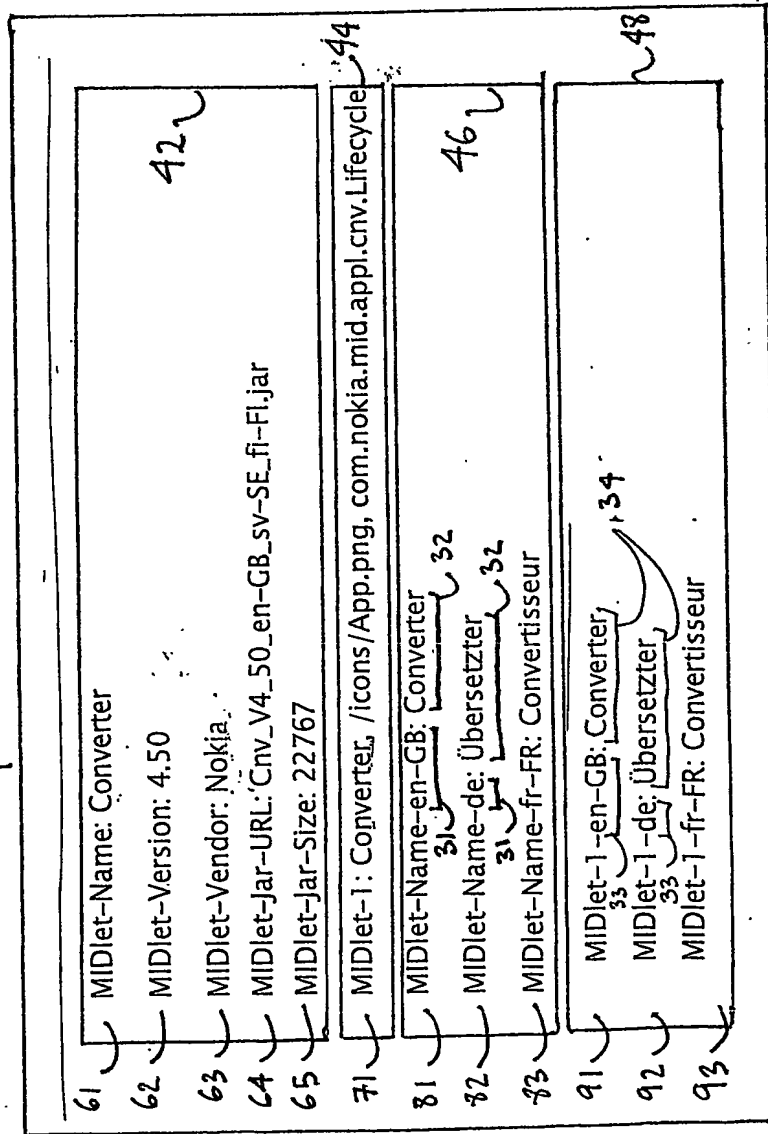 61 MIDlet-Name: Converter
62 MIDlet-Version: 4.50 42
63 MIDlet-Vendor: Nokia
64 MIDlet-Jar-URL: Cnv_V4_50_en-GB_sv-SE_fi-FI.jar
65 MIDlet-Jar-Size: 22767
44
71 MIDlet-1: Converter, /icons/App.png, com.nokia.mid.appl.cnv.Lifecycle
81 MIDlet-Name-en-GB: Converter 32
31 46
82 MIDlet-Name-de: Übersetzter 32
31
83 MIDlet-Name-fr-FR: Convertisseur
48
91 MIDlet-1-en-GB: Converter 34
33
92 MIDlet-1-de: Übersetzter
33
93 MIDlet-1-fr-FR: Convertisseur